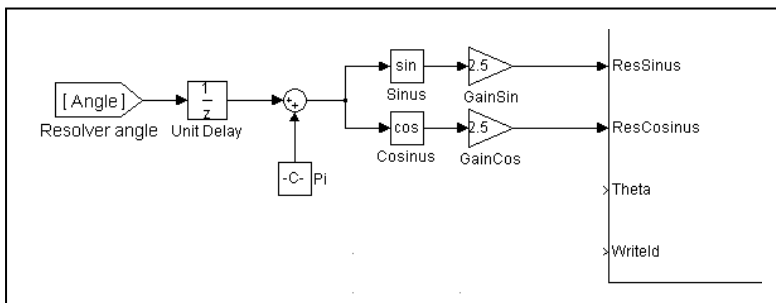 sin
2.5
ResSinus
[ Angle ]
1
z
+
+
Sinus
GainSin
Resolver angle
Unit Delay
cos
2.5
ResCosinus
Cosinus
GainCos
-C-
Pi
Theta
WriteId